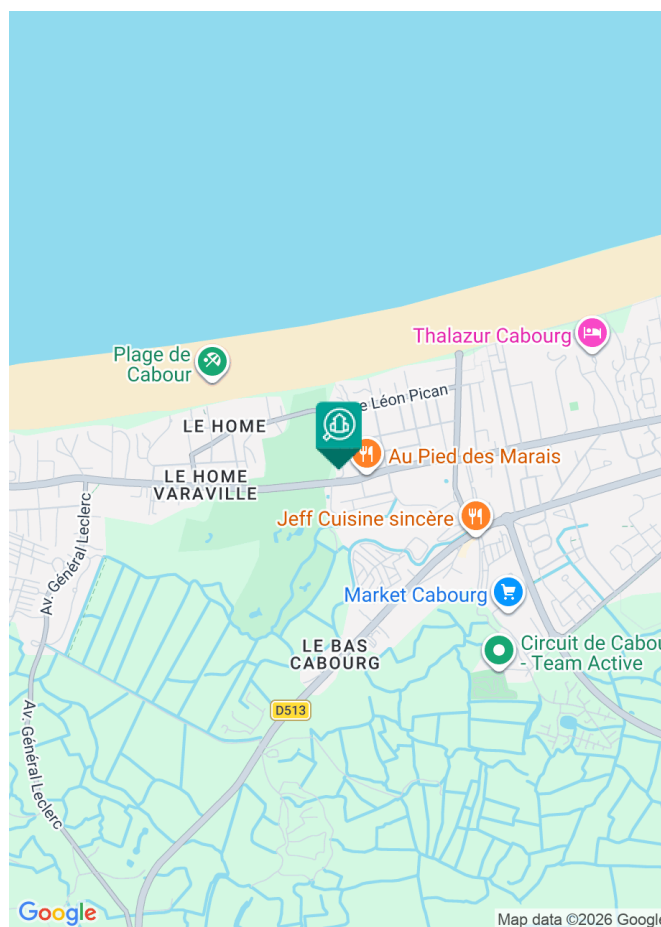 Thalazur Cabourg
Plage de
Cabour
e Léon Pican
LE HOME
Au Pied des Marais
LE HOME
VARAVILLE
Jeff Cuisine sincère
Av. Général Leclerc
Market Cabourg
LE BAS
CABOURG
Circuit de Cabou
- Team Active
D513
Av. Général Leclerc
Google
Map data ©2026 Google